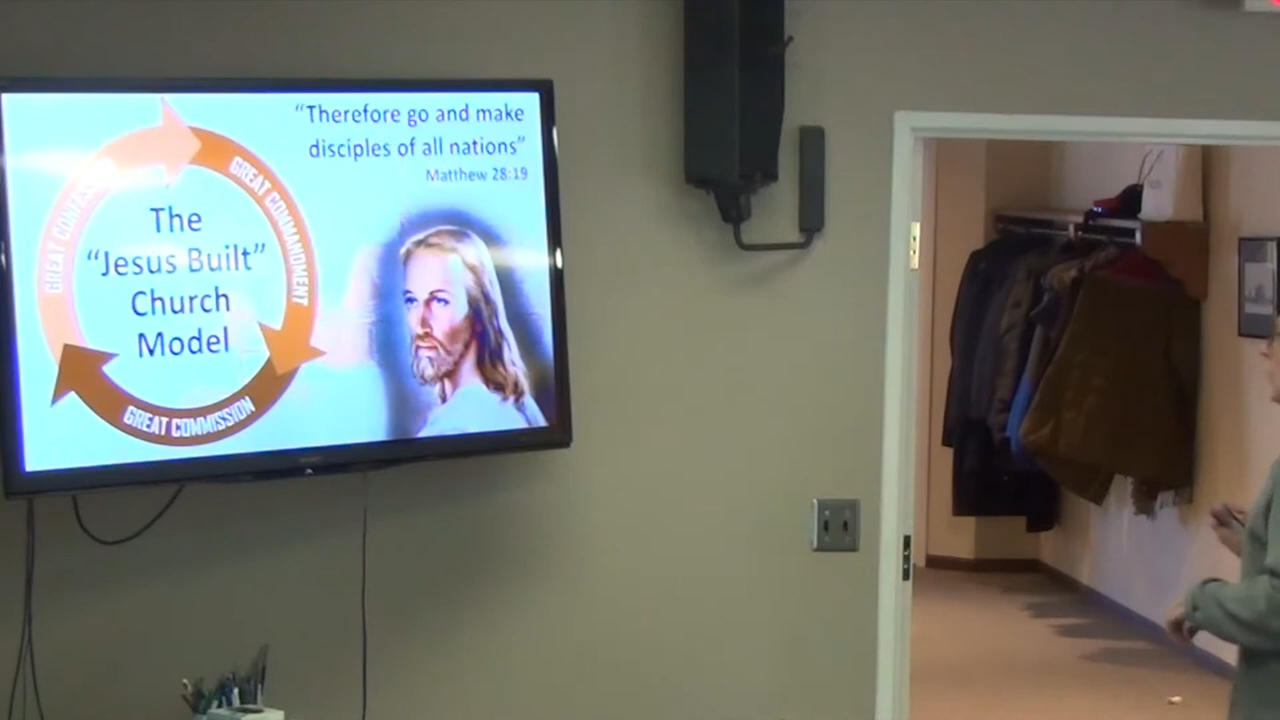 “Therefore go and make
disciples of all nations”
Matthew 28:19
The
“Jesus Built”
Church
Model
GREAT COMMANDMENT
GREAT COMMISSION
GREAT